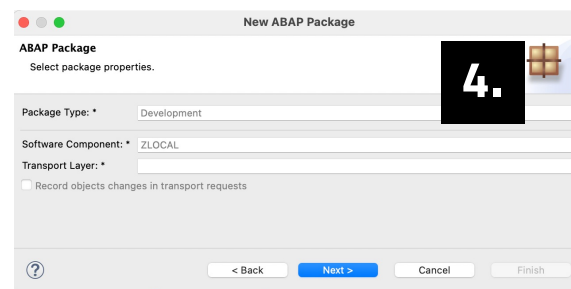 New ABAP Package
ABAP Package
Select package properties.
4.
Package Type: * Development
Software Component: * ZLOCAL
Transport Layer: *
Record objects changes in transport requests
? < Back Next > Cancel Finish